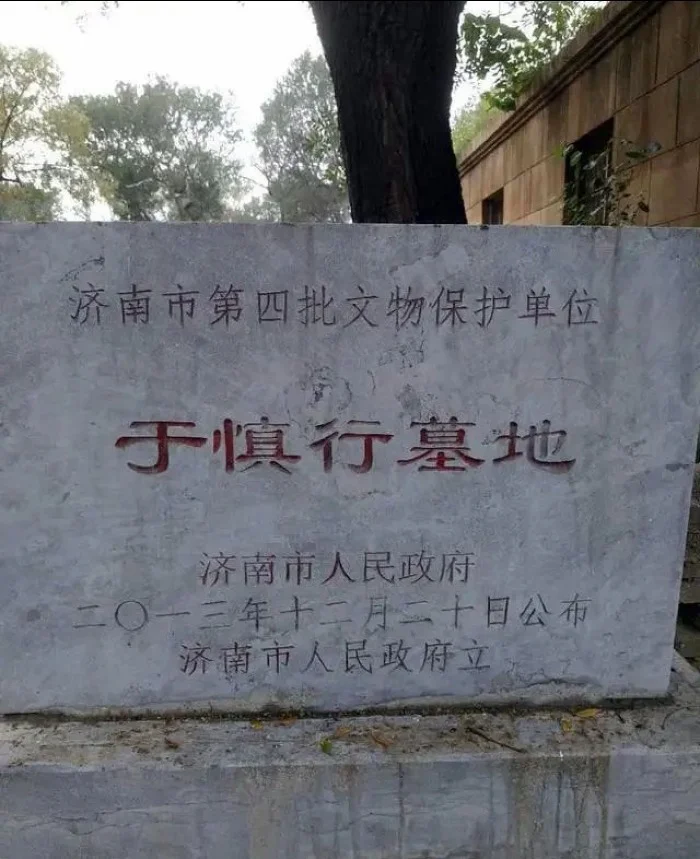 济南市第四批文物保护单位
于慎行墓地
济南市人民政府
二〇一三年十二月二十日公布
济南市人民政府立